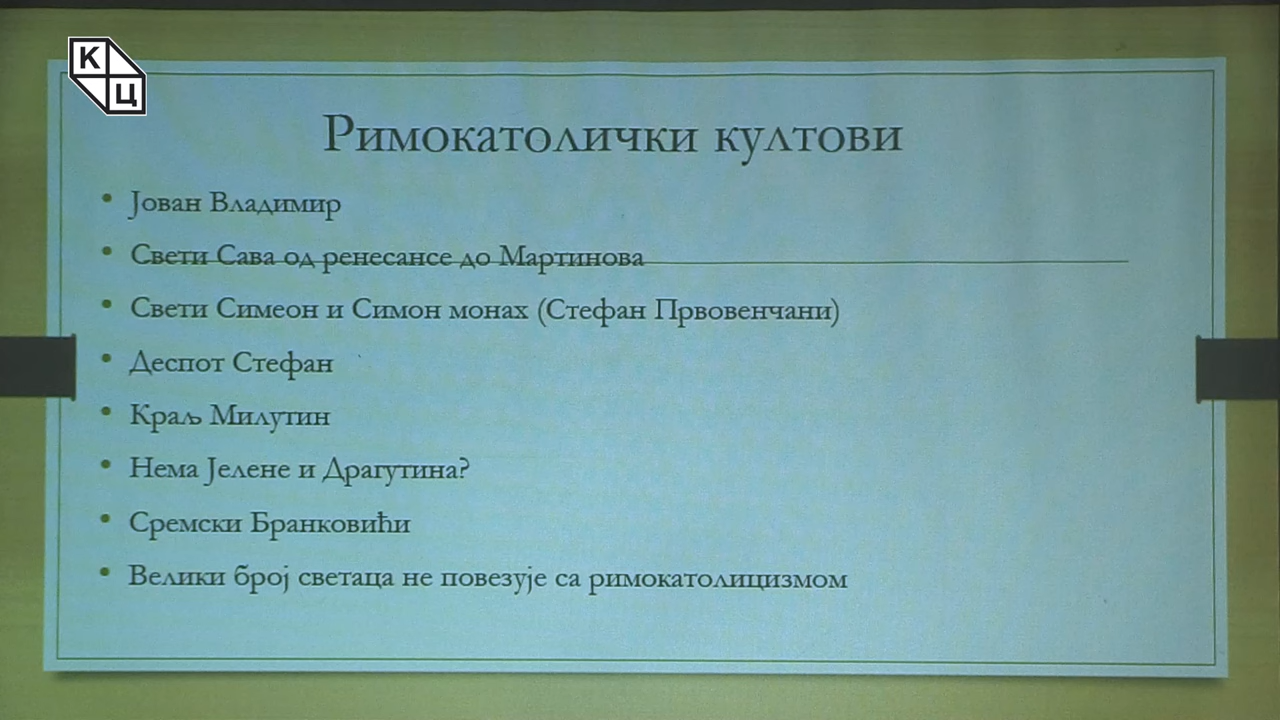 КЦ
Римокатолички култови
• Јован Владимир
• Свети Сава од ренесансе до Мартинова
• Свети Симеон и Симон монах (Стефан Првовенчани)
• Деспот Стефан
• Краљ Милутин
• Нема Јелене и Драгутина?
• Сремски Бранковићи
• Велики број светаца не повезује са римокатолицизмом